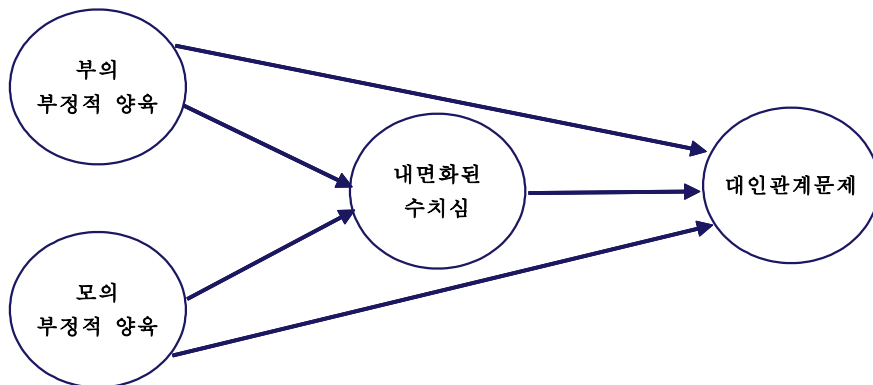 부의
부정적 양육
내면화된
수치심
대인관계문제
모의
부정적 양육